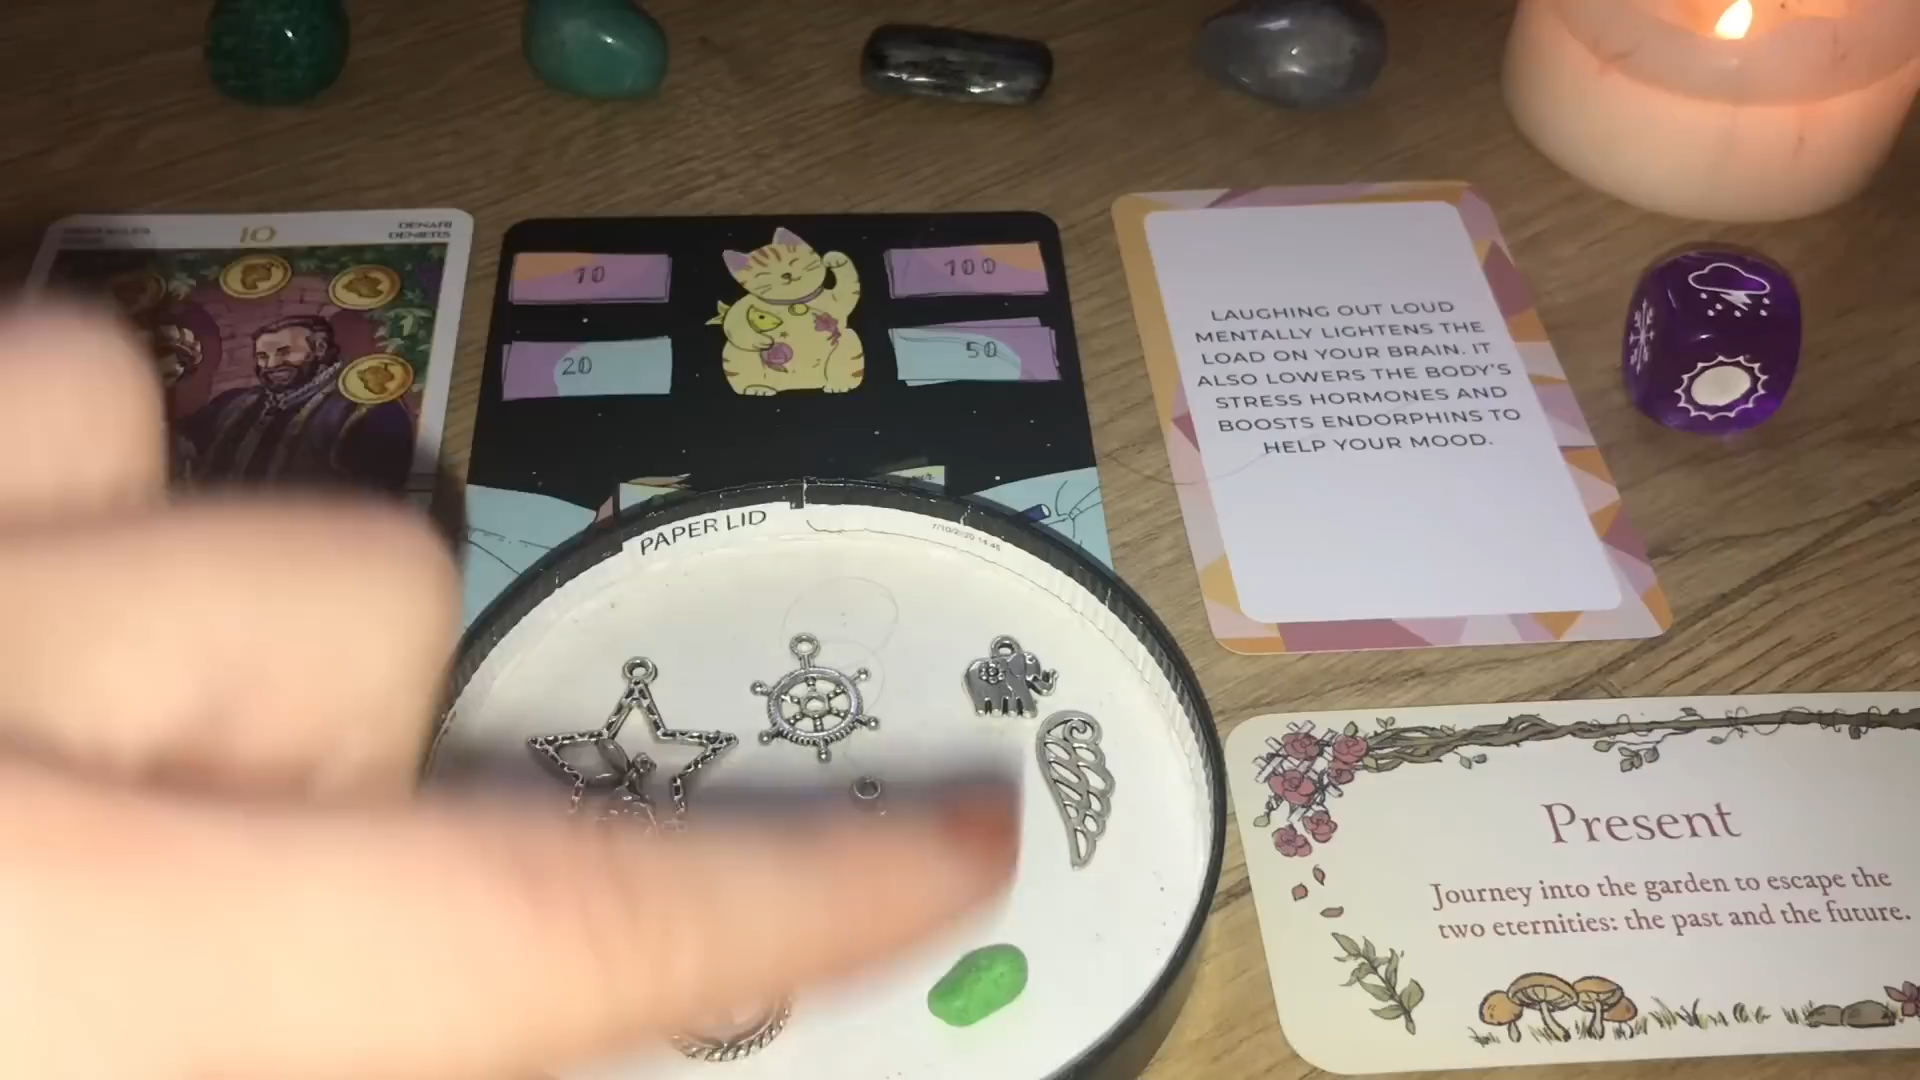 10
DENARI
DENIERS
10
100
20
50
LAUGHING OUT LOUD
MENTALLY LIGHTENS THE
LOAD ON YOUR BRAIN. IT
ALSO LOWERS THE BODY'S
STRESS HORMONES AND
BOOSTS ENDORPHINS TO
HELP YOUR MOOD.
PAPER LID
Present
Journey into the garden to escape the
two eternities: the past and the future.